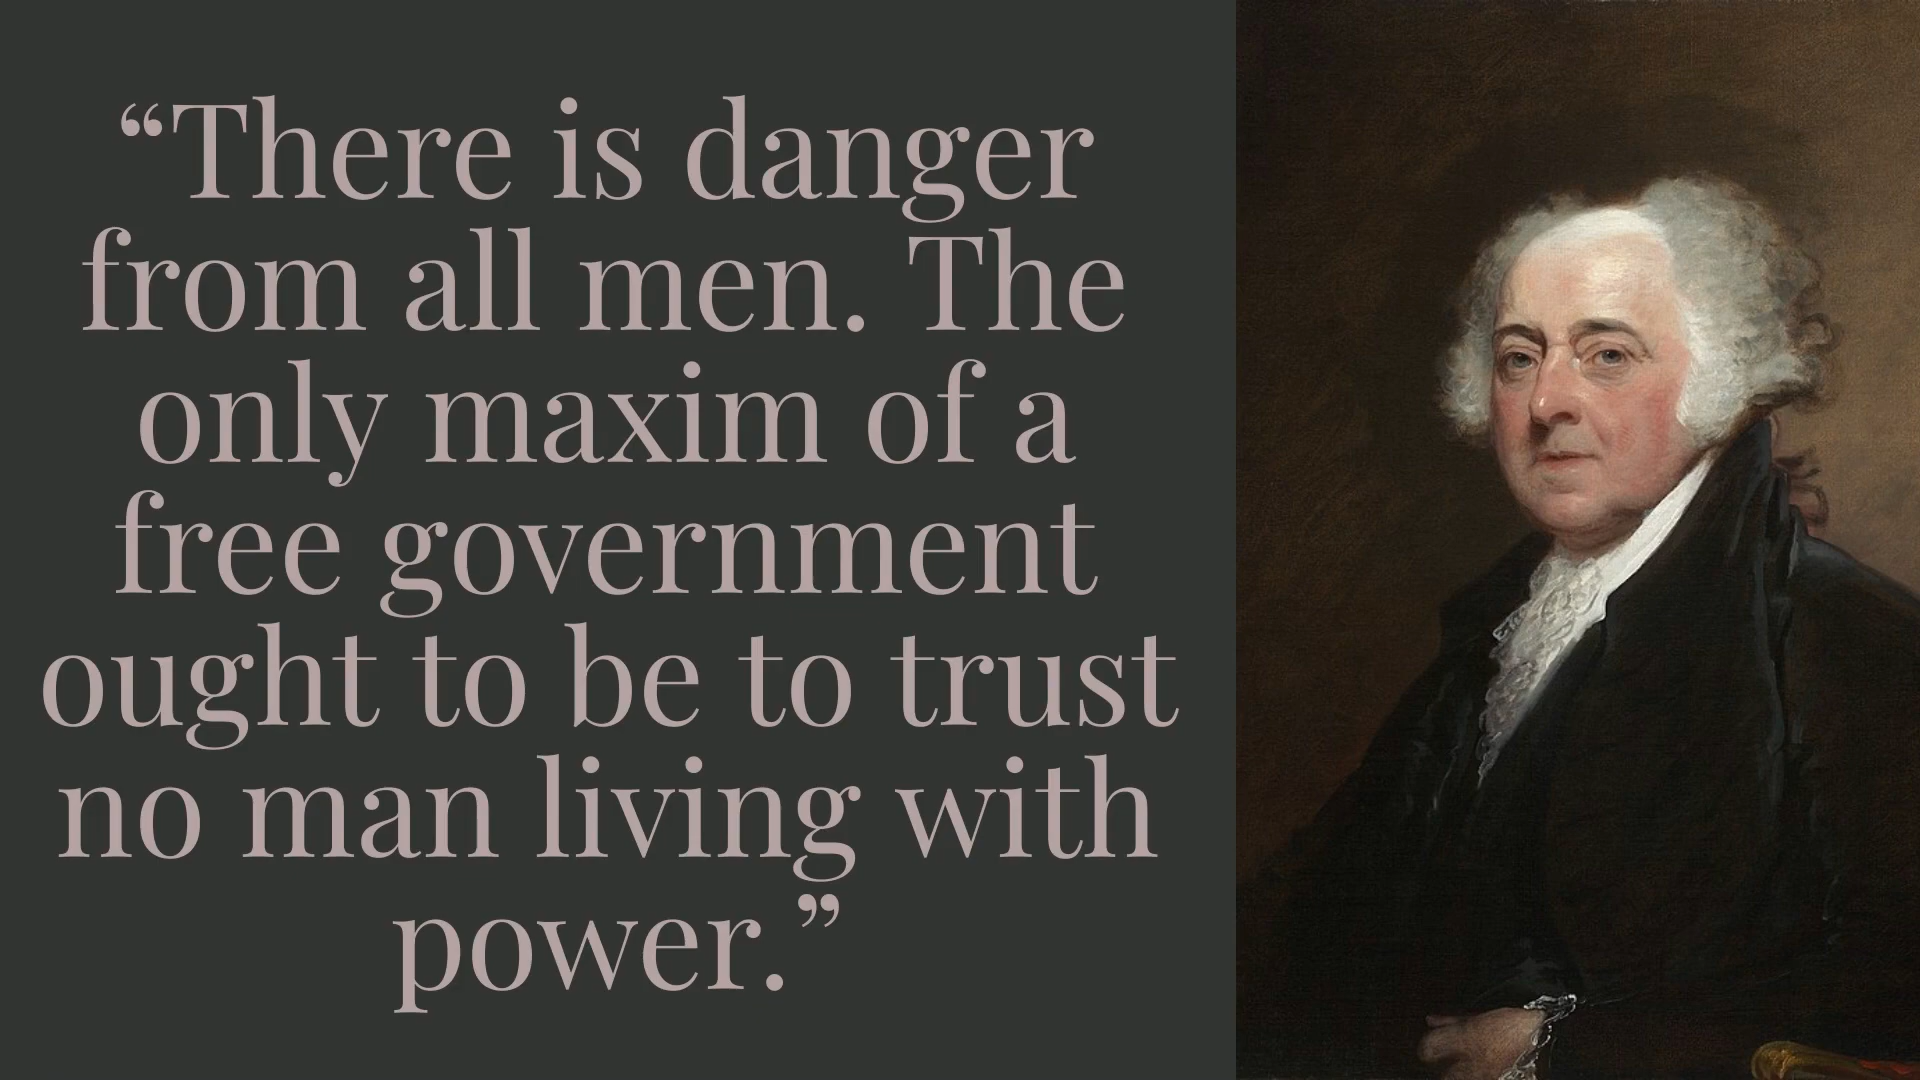 “There is danger
from all men. The
only maxim of a
free government
ought to be to trust
no man living with
power.”